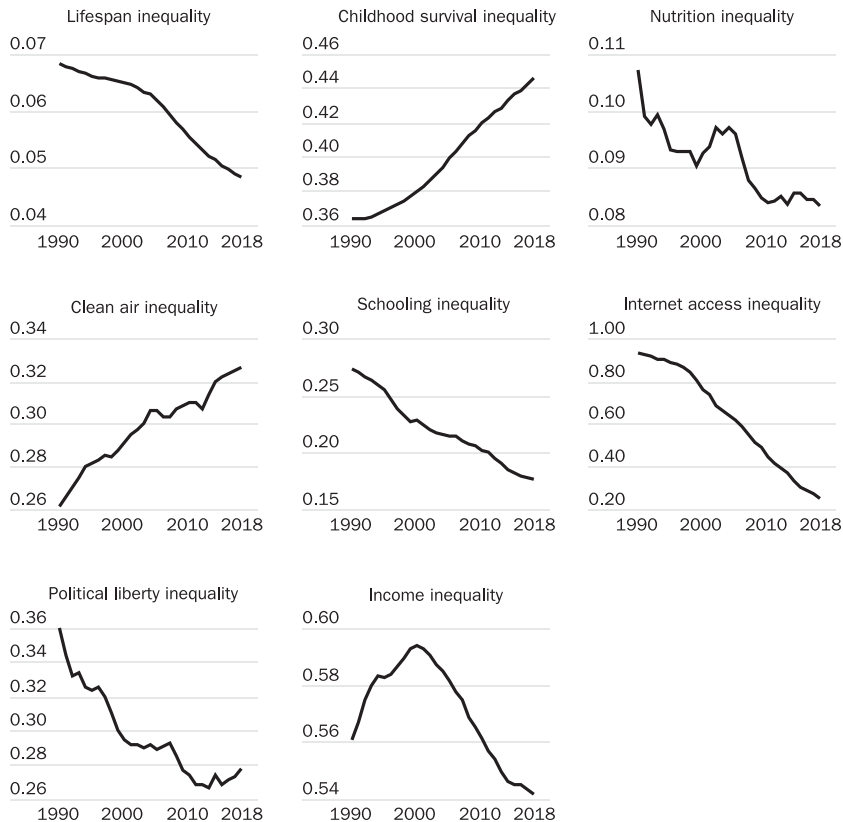 Lifespan inequality
0.07
0.06
0.05
0.04
1990 2000 2010 2018
Childhood survival inequality
0.46
0.44
0.42
0.40
0.38
0.36
1990 2000 2010 2018
Nutrition inequality
0.11
0.10
0.09
0.08
1990 2000 2010 2018
Clean air inequality
0.34
0.32
0.30
0.28
0.26
1990 2000 2010 2018
Schooling inequality
0.30
0.25
0.20
0.15
1990 2000 2010 2018
Internet access inequality
1.00
0.80
0.60
0.40
0.20
1990 2000 2010 2018
Political liberty inequality
0.36
0.34
0.32
0.30
0.28
0.26
1990 2000 2010 2018
Income inequality
0.60
0.58
0.56
0.54
1990 2000 2010 2018